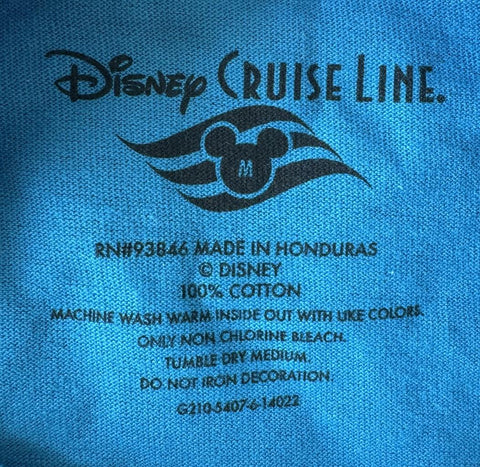 Disney Cruise Line.
M
RN#93846 MADE IN HONDURAS
© DISNEY
100% COTTON
MACHINE WASH WARM INSIDE OUT WITH LIKE COLORS.
ONLY NON CHLORINE BLEACH.
TUMBLE DRY MEDIUM.
DO NOT IRON DECORATION.
G210-5407-6-14022